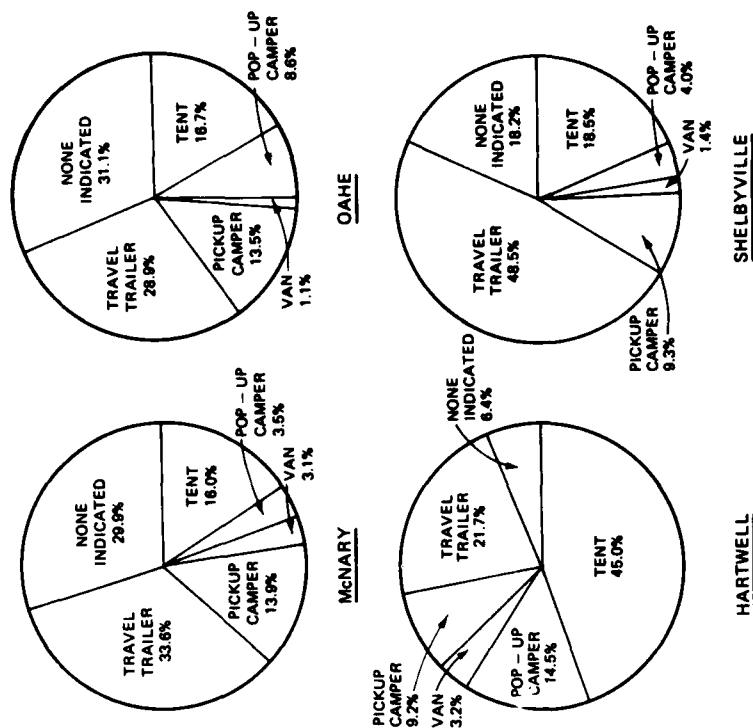 NONE
INDICATED
29.9%
TRAVEL
TRAILER
33.6%
TENT
16.0%
POP – UP
CAMPER
3.5%
VAN
3.1%
PICKUP
CAMPER
13.9%
McNARY
NONE
INDICATED
31.1%
TRAVEL
TRAILER
28.9%
TENT
16.7%
POP – UP
CAMPER
8.6%
PICKUP
CAMPER
13.5%
VAN
1.1%
OAHE
PICKUP
CAMPER
9.2%
TRAVEL
TRAILER
21.7%
NONE
INDICATED
6.4%
VAN
3.2%
POP – UP
CAMPER
14.5%
TENT
45.0%
HARTWELL
TRAVEL
TRAILER
48.5%
NONE
INDICATED
18.2%
TENT
18.5%
POP – UP
CAMPER
4.0%
VAN
1.4%
PICKUP
CAMPER
9.3%
SHELBYVILLE